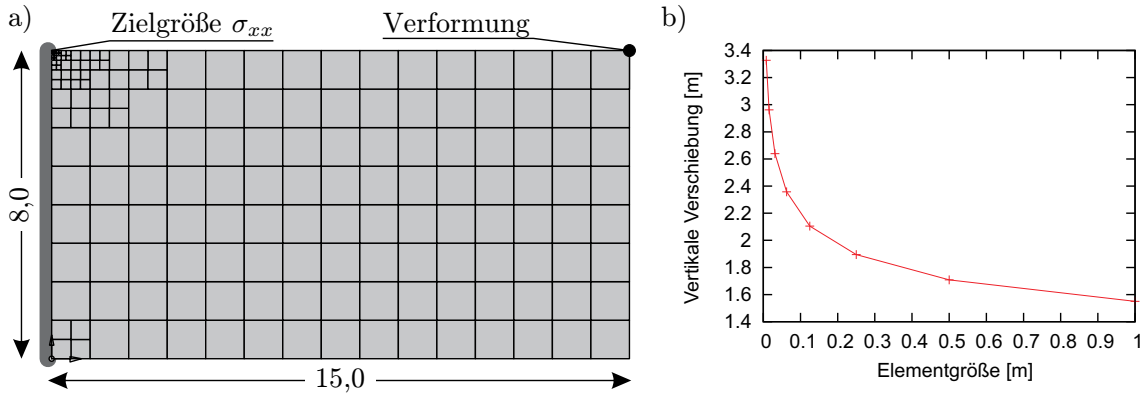 a)
Zielgröße σxx
Verformung
8,0
15,0
b)
Vertikale Verschiebung [m]
3.4
3.2
3
2.8
2.6
2.4
2.2
2
1.8
1.6
1.4
0 0.1 0.2 0.3 0.4 0.5 0.6 0.7 0.8 0.9 1
Elementgröße [m]